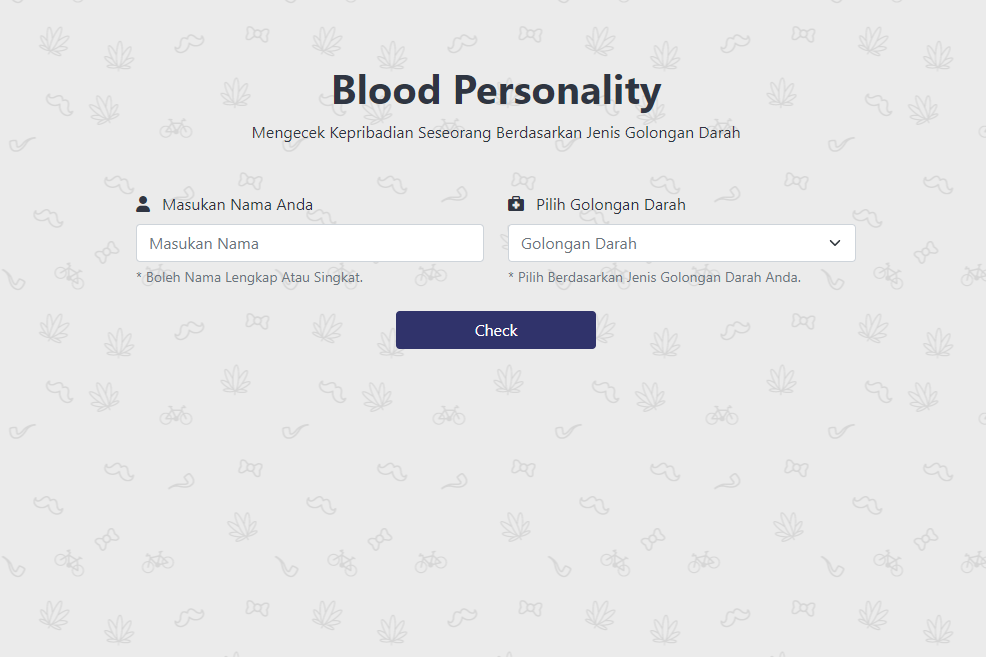 Blood Personality
Mengecek Kepribadian Seseorang Berdasarkan Jenis Golongan Darah
Masukan Nama Anda
Masukan Nama
* Boleh Nama Lengkap Atau Singkat.
Pilih Golongan Darah
Golongan Darah
* Pilih Berdasarkan Jenis Golongan Darah Anda.
Check